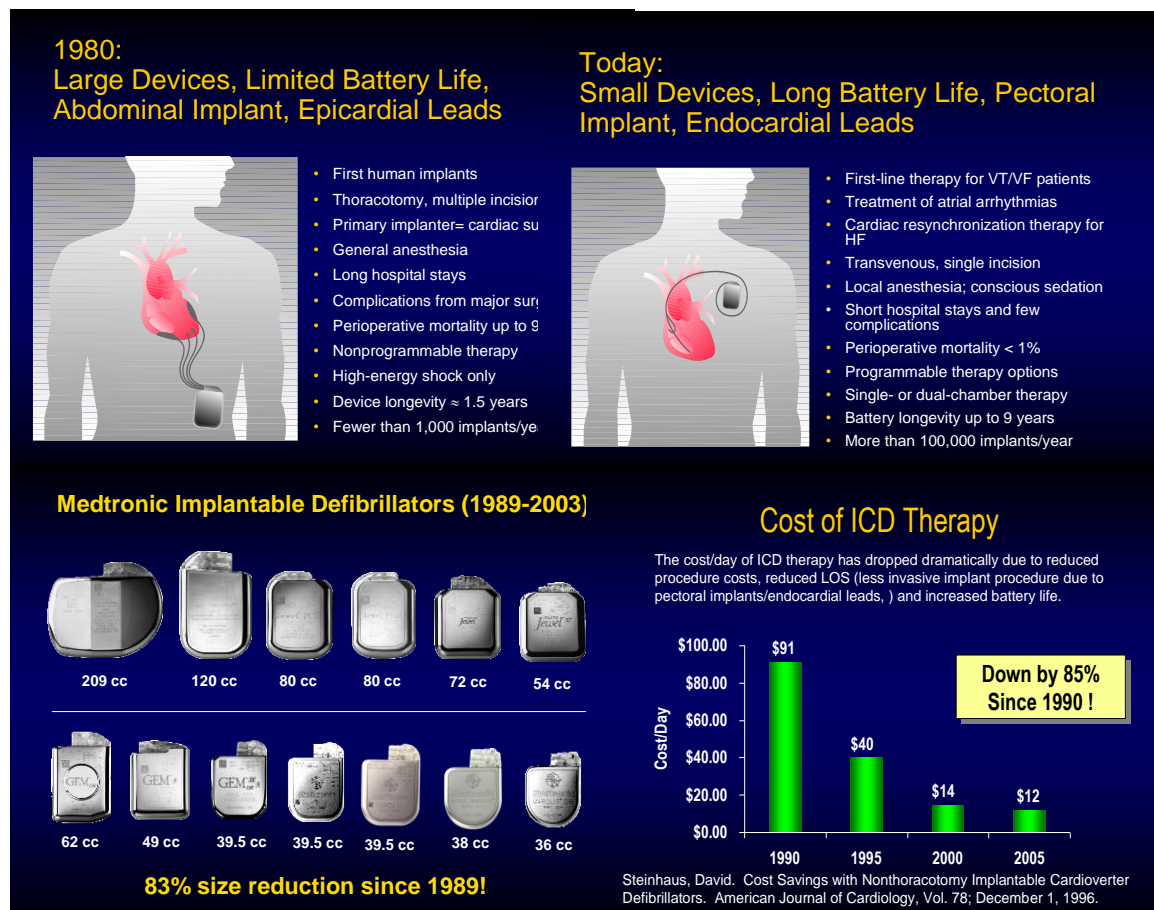 1980:
Large Devices, Limited Battery Life,
Abdominal Implant, Epicardial Leads
• First human implants
• Thoracotomy, multiple incision
• Primary implanter= cardiac su
• General anesthesia
• Long hospital stays
• Complications from major surg
• Perioperative mortality up to 9
• Nonprogrammable therapy
• High-energy shock only
• Device longevity ≈ 1.5 years
• Fewer than 1,000 implants/yea
Today:
Small Devices, Long Battery Life, Pectoral
Implant, Endocardial Leads
• First-line therapy for VT/VF patients
• Treatment of atrial arrhythmias
• Cardiac resynchronization therapy for
HF
• Transvenous, single incision
• Local anesthesia; conscious sedation
• Short hospital stays and few
complications
• Perioperative mortality < 1%
• Programmable therapy options
• Single- or dual-chamber therapy
• Battery longevity up to 9 years
• More than 100,000 implants/year
Medtronic Implantable Defibrillators (1989-2003)
Jewel
Jewel
209 cc
120 cc
80 cc
80 cc
72 cc
54 cc
GEM
GEM
GEM
62 cc
49 cc
39.5 cc
39.5 cc
39.5 cc
38 cc
36 cc
83% size reduction since 1989!
Cost of ICD Therapy
The cost/day of ICD therapy has dropped dramatically due to reduced
procedure costs, reduced LOS (less invasive implant procedure due to
pectoral implants/endocardial leads, ) and increased battery life.
Cost/Day
$100.00
$80.00
$60.00
$40.00
$20.00
$0.00
$91
$40
$14
$12
1990
1995
2000
2005
Down by 85%
Since 1990 !
Steinhaus, David. Cost Savings with Nonthoracotomy Implantable Cardioverter
Defibrillators. American Journal of Cardiology, Vol. 78; December 1, 1996.